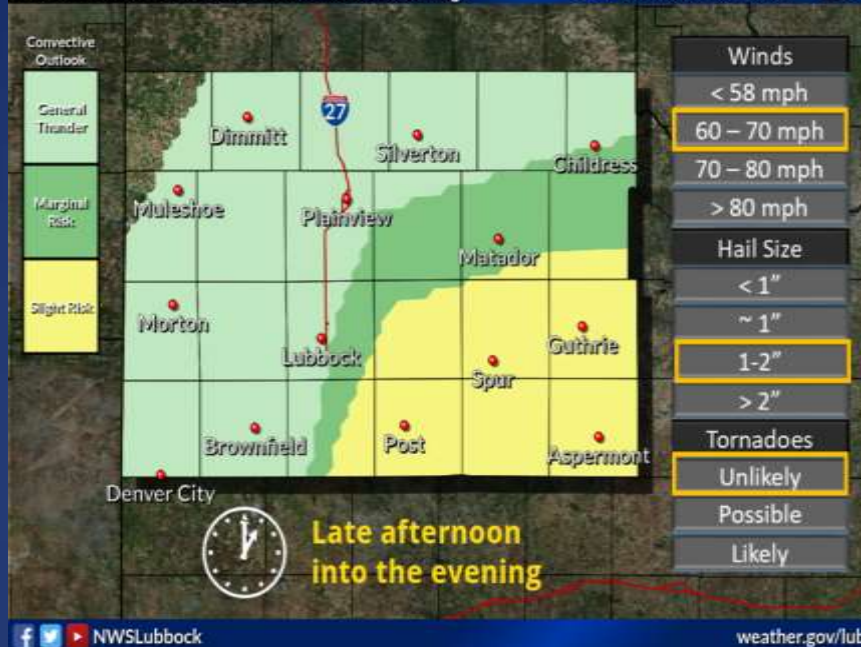 Convective
Outlook
General
Thunder
Marginal
Risk
Slight Risk
27
Dimmitt
Silverton
Childress
Muleshoe
Plainview
Matador
Morton
Lubbock
Guthrie
Spur
Brownfield
Post
Aspermont
Denver City
Late afternoon
into the evening
Winds
< 58 mph
60 – 70 mph
70 – 80 mph
> 80 mph
Hail Size
< 1”
~ 1”
1-2”
> 2”
Tornadoes
Unlikely
Possible
Likely
NWSLubbock
weather.gov/lub